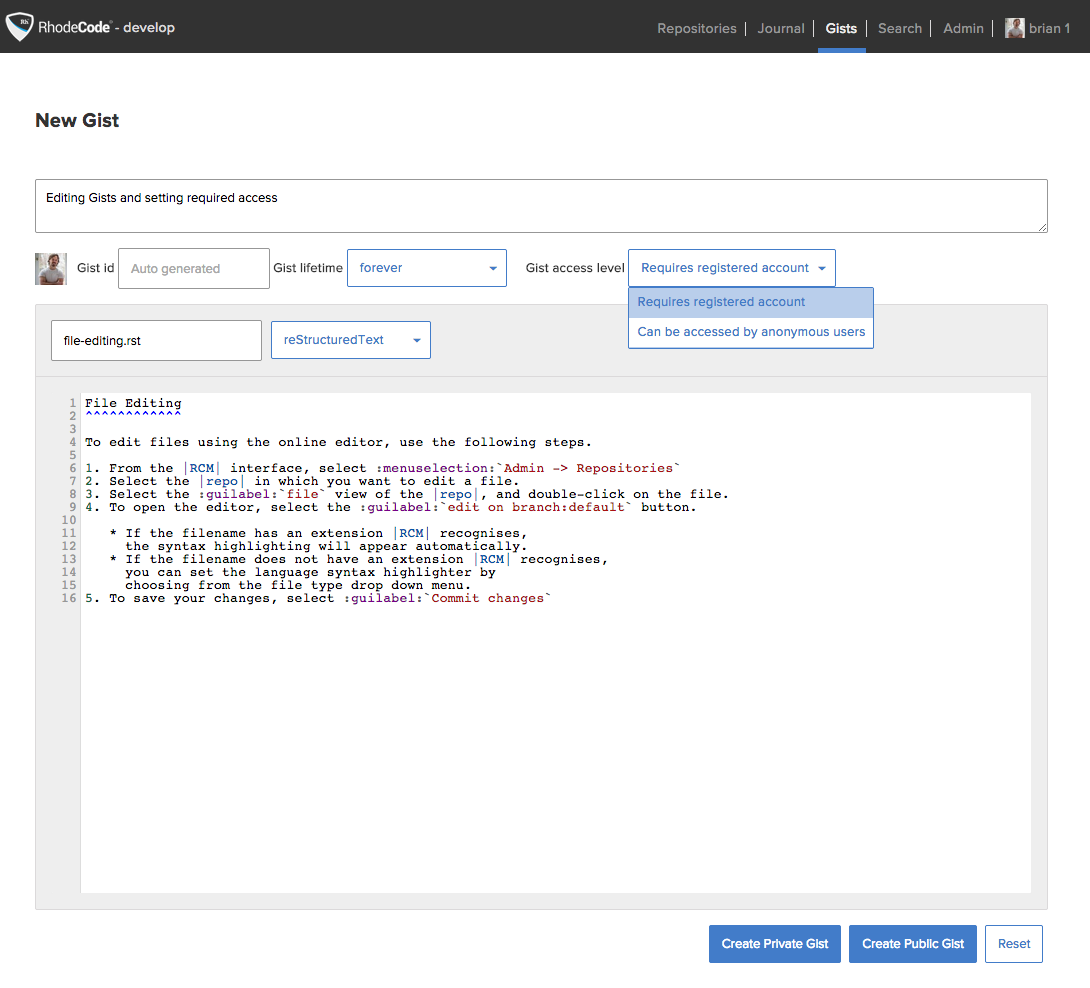 Rh RhodeCode - develop
Repositories | Journal | Gists | Search | Admin | brian 1
New Gist
Editing Gists and setting required access
Gist id Auto generated Gist lifetime forever Gist access level Requires registered account
Requires registered account
Can be accessed by anonymous users
file-editing.rst reStructuredText
1 File Editing
2 ^^^^^^^^^^^^
3
4 To edit files using the online editor, use the following steps.
5
6 1. From the |RCM| interface, select :menuselection:`Admin -> Repositories`
7 2. Select the |repo| in which you want to edit a file.
8 3. Select the :guilabel:`file` view of the |repo|, and double-click on the file.
9 4. To open the editor, select the :guilabel:`edit on branch:default` button.
10
11 * If the filename has an extension |RCM| recognises,
12 the syntax highlighting will appear automatically.
13 * If the filename does not have an extension |RCM| recognises,
14 you can set the language syntax highlighter by
15 choosing from the file type drop down menu.
16 5. To save your changes, select :guilabel:`Commit changes`
Create Private Gist Create Public Gist Reset